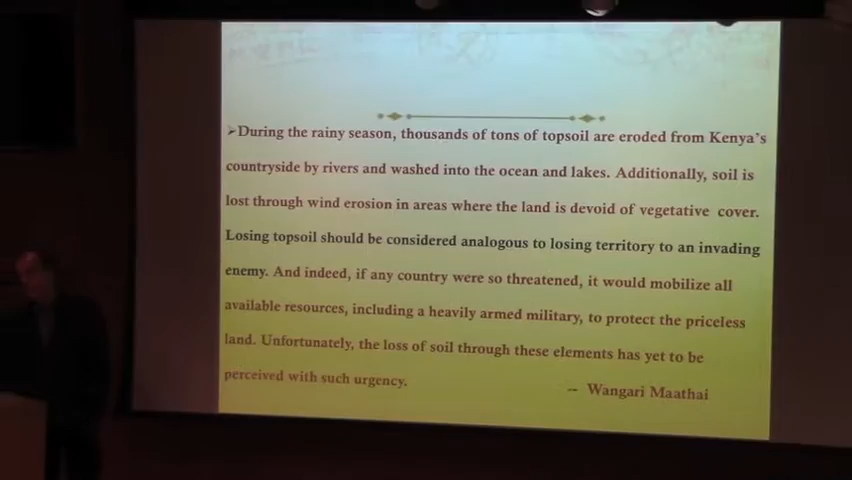 ➢During the rainy season, thousands of tons of topsoil are eroded from Kenya's
countryside by rivers and washed into the ocean and lakes. Additionally, soil is
lost through wind erosion in areas where the land is devoid of vegetative cover.
Losing topsoil should be considered analogous to losing territory to an invading
enemy. And indeed, if any country were so threatened, it would mobilize all
available resources, including a heavily armed military, to protect the priceless
land. Unfortunately, the loss of soil through these elements has yet to be
perceived with such urgency.
-- Wangari Maathai